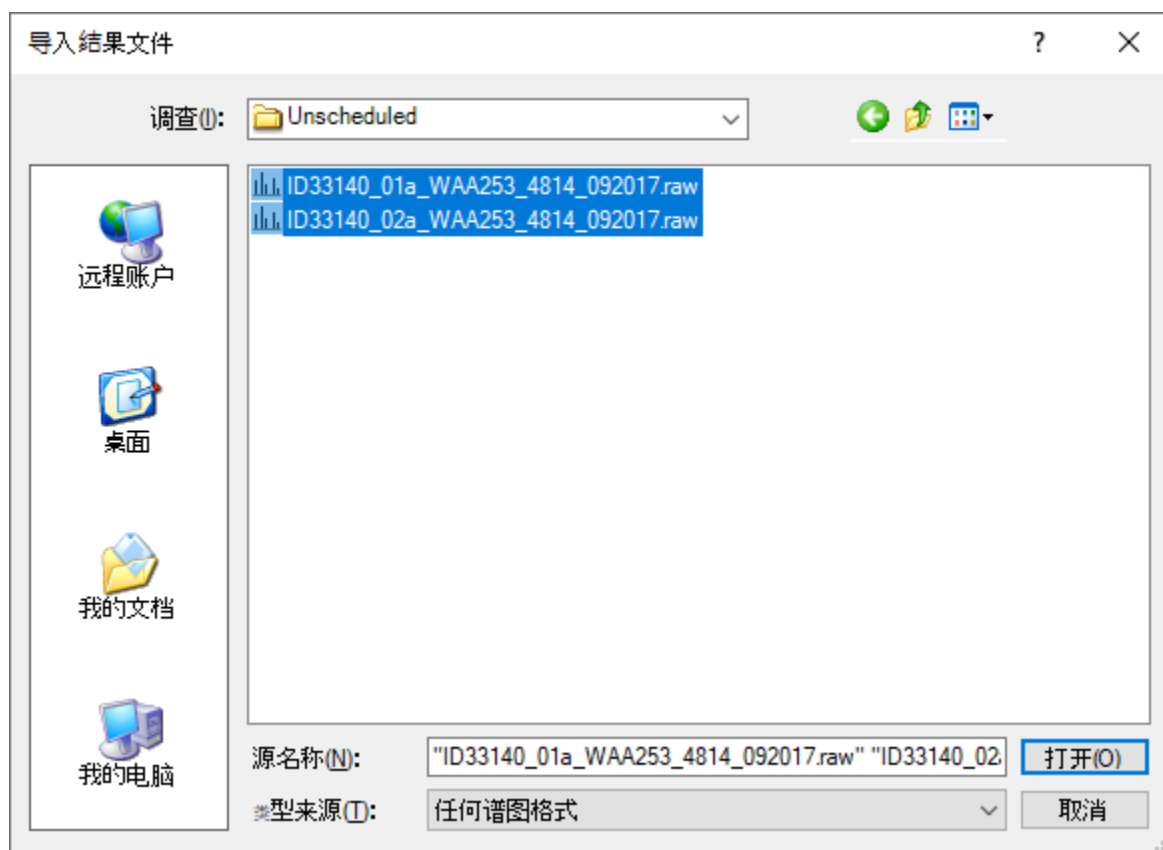 导入结果文件
?
调查(I):
Unscheduled
ID33140_01a_WAA253_4814_092017.raw
ID33140_02a_WAA253_4814_092017.raw
远程账户
桌面
我的文档
我的电脑
源名称(N):
"ID33140_01a_WAA253_4814_092017.raw" "ID33140_02
打开(O)
类型来源(T):
任何谱图格式
取消